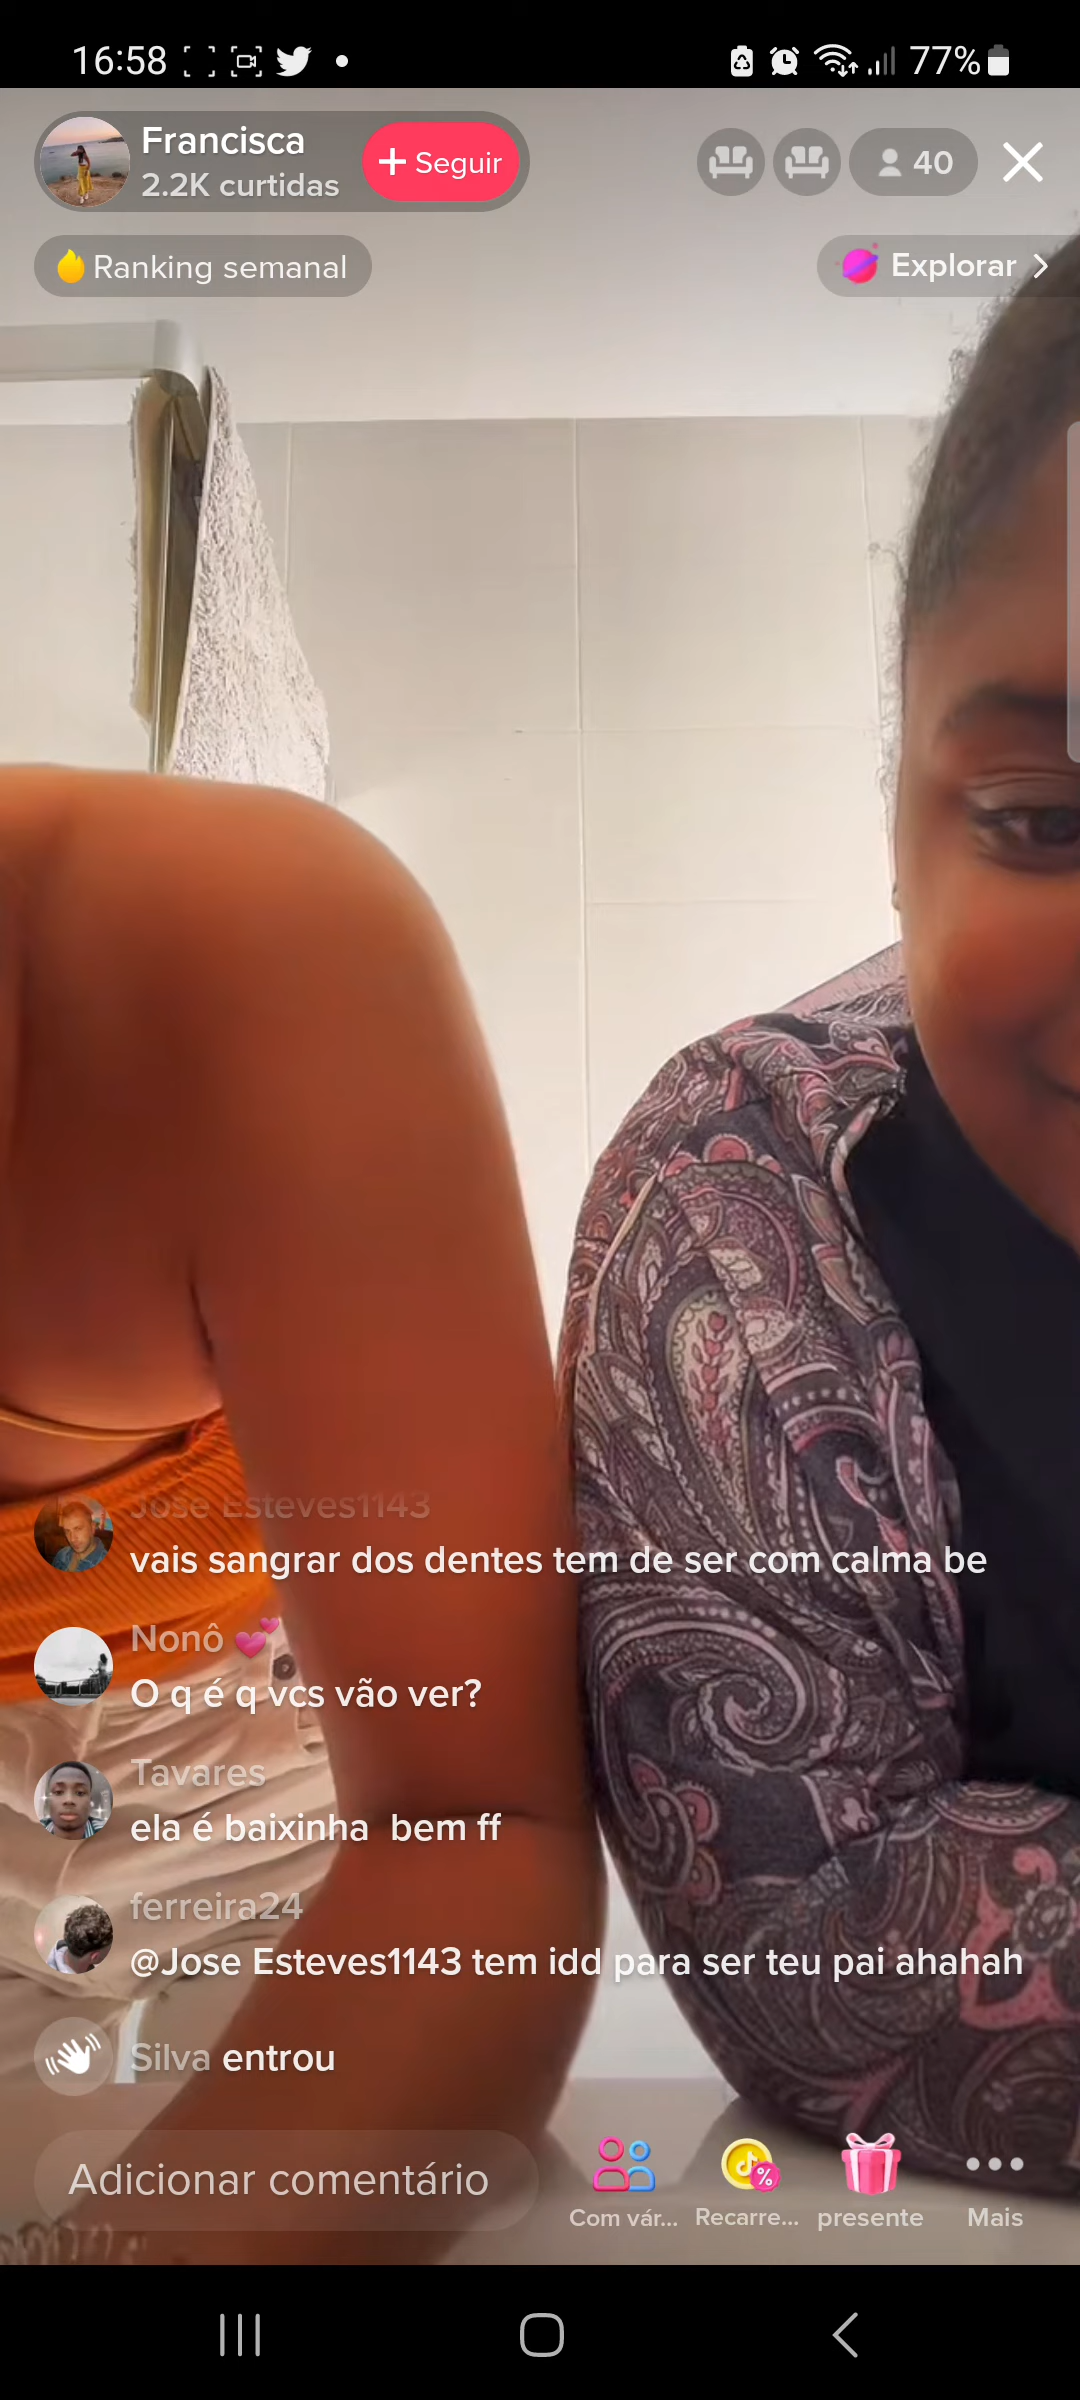 16:58
77%
Francisca
2.2K curtidas
+ Seguir
40
Ranking semanal
Explorar >
Jose Esteves1143
vais sangrar dos dentes tem de ser com calma be
Nonô 💕
O q é q vcs vão ver?
Tavares
ela é baixinha bem ff
ferreira24
@Jose Esteves1143 tem idd para ser teu pai ahahah
Silva entrou
Adicionar comentário
Com vár...
Recarre...
presente
Mais